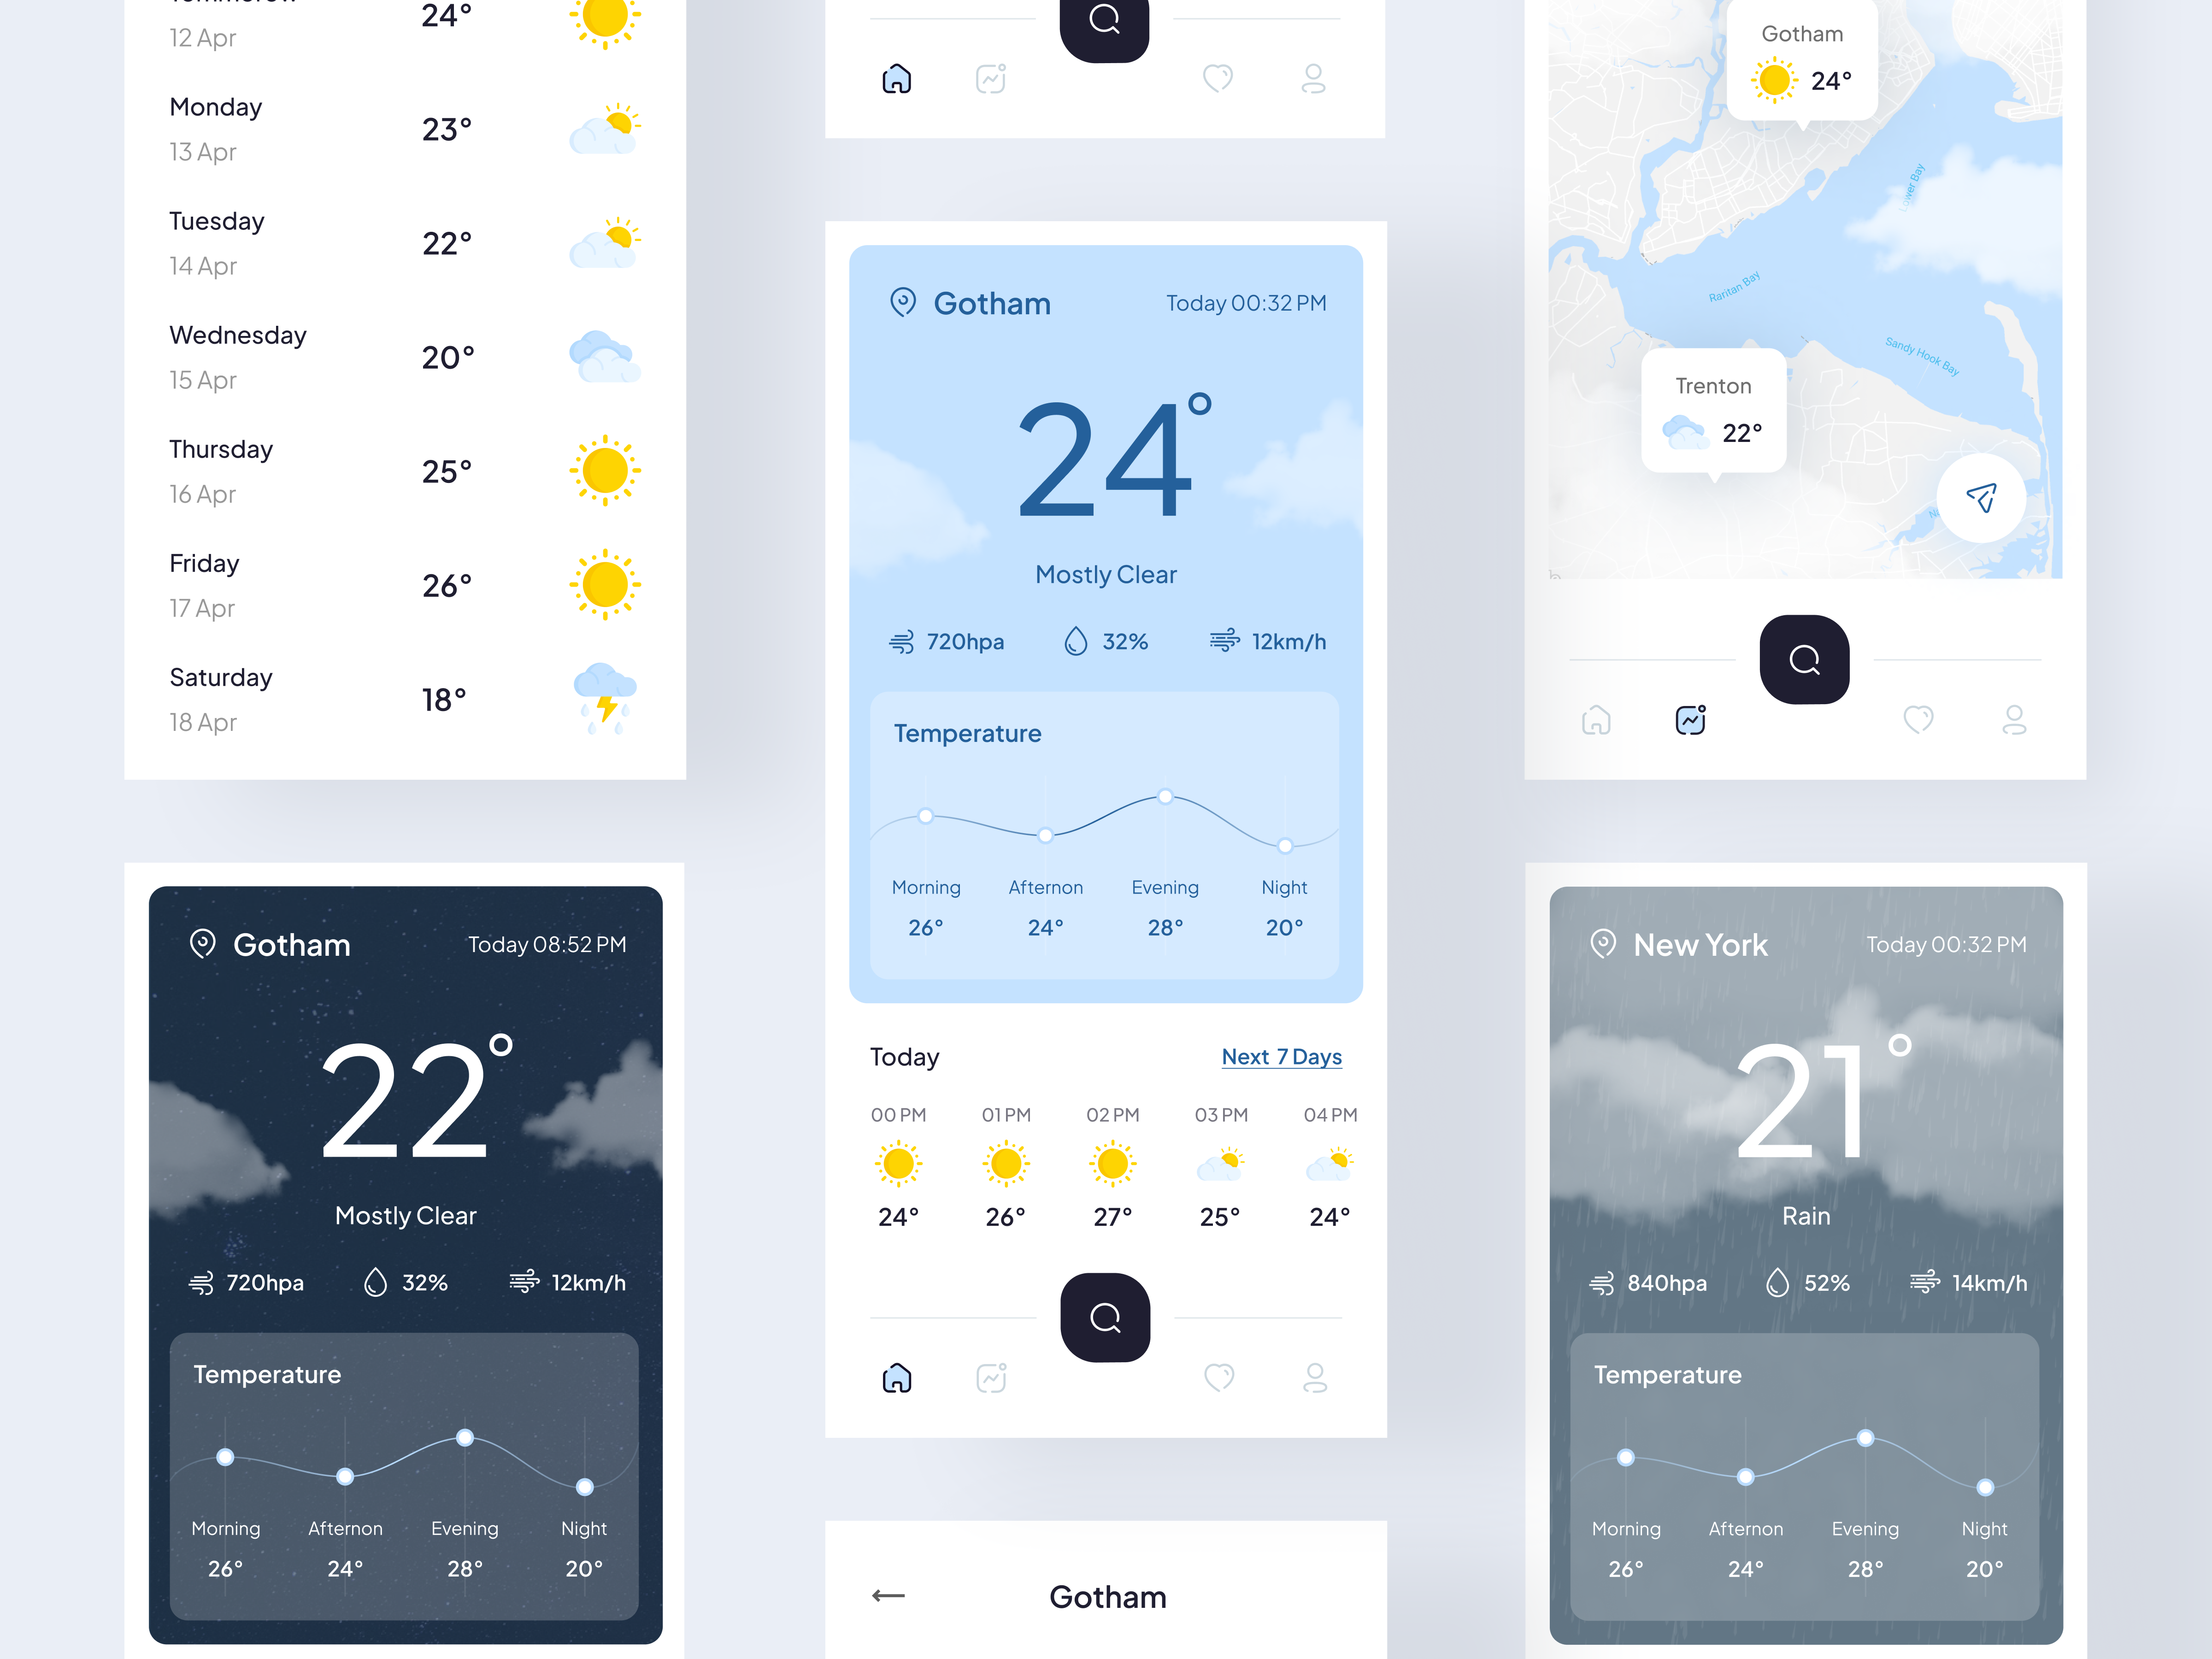 24°
12 Apr
Monday
23°
13 Apr
Tuesday
22°
14 Apr
Wednesday
20°
15 Apr
Thursday
25°
16 Apr
Friday
26°
17 Apr
Saturday
18°
18 Apr
Gotham
Today 08:52 PM
22°
Mostly Clear
720hpa 32% 12km/h
Temperature
Morning Afternon Evening Night
26° 24° 28° 20°
Gotham
Today 00:32 PM
24°
Mostly Clear
720hpa 32% 12km/h
Temperature
Morning Afternon Evening Night
26° 24° 28° 20°
Today
Next 7 Days
00 PM 01 PM 02 PM 03 PM 04 PM
24° 26° 27° 25° 24°
Gotham
Gotham
24°
Lower Bay
Raritan Bay
Sandy Hook Bay
Trenton
22°
New York
Today 00:32 PM
21°
Rain
840hpa 52% 14km/h
Temperature
Morning Afternon Evening Night
26° 24° 28° 20°